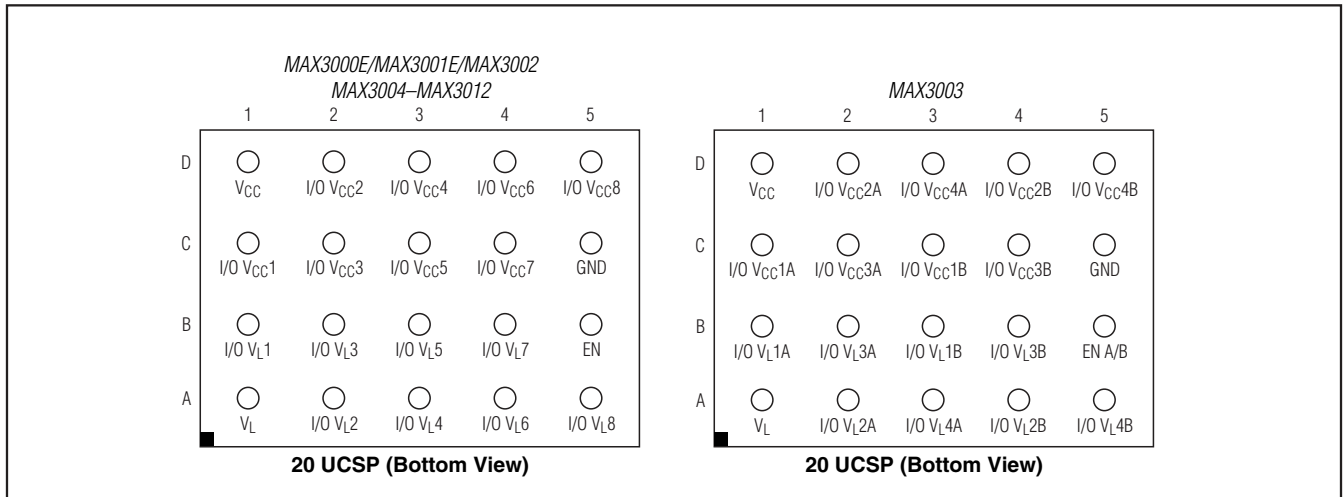 MAX3000E/MAX3001E/MAX3002
MAX3004–MAX3012
1 2 3 4 5
D
VCC I/O VCC2 I/O VCC4 I/O VCC6 I/O VCC8
C
I/O VCC1 I/O VCC3 I/O VCC5 I/O VCC7 GND
B
I/O VL1 I/O VL3 I/O VL5 I/O VL7 EN
A
VL I/O VL2 I/O VL4 I/O VL6 I/O VL8
20 UCSP (Bottom View)
MAX3003
1 2 3 4 5
D
VCC I/O VCC2A I/O VCC4A I/O VCC2B I/O VCC4B
C
I/O VCC1A I/O VCC3A I/O VCC1B I/O VCC3B GND
B
I/O VL1A I/O VL3A I/O VL1B I/O VL3B EN A/B
A
VL I/O VL2A I/O VL4A I/O VL2B I/O VL4B
20 UCSP (Bottom View)